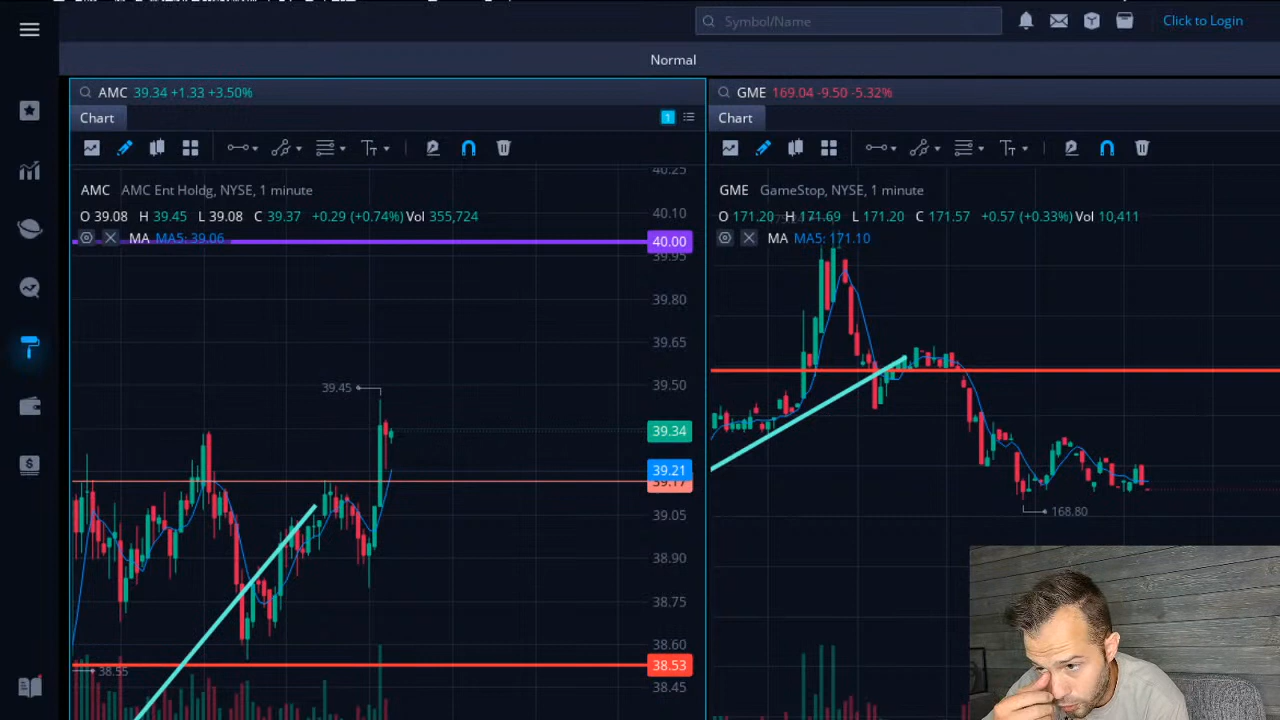 Symbol/Name
Click to Login
Normal
AMC 39.34 +1.33 +3.50%
Chart
1
AMC AMC Ent Holdg, NYSE, 1 minute
O 39.08 H 39.45 L 39.08 C 39.37 +0.29 (+0.74%) Vol 355,724
MA MA5: 39.06
40.25
40.10
40.00
39.95
39.80
39.65
39.50
39.45
39.34
39.21
39.17
39.05
38.90
38.75
38.60
38.53
38.55
38.45
GME 169.04 -9.50 -5.32%
Chart
GME GameStop, NYSE, 1 minute
O 171.20 H 171.69 L 171.20 C 171.57 +0.57 (+0.33%) Vol 10,411
MA MA5: 171.10
168.80